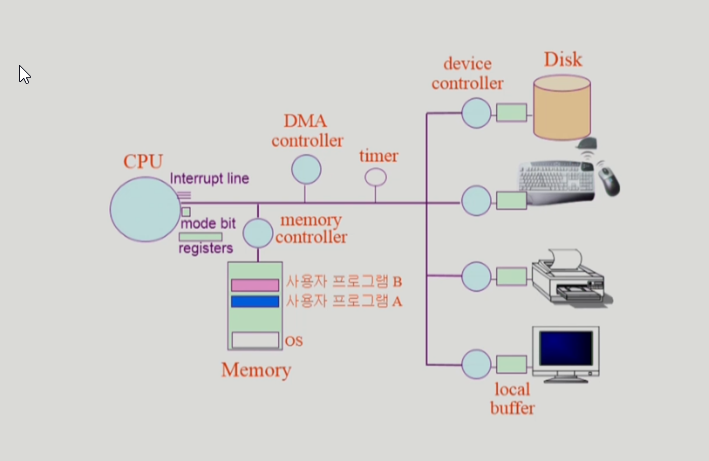 device
controller
Disk
DMA
controller
timer
CPU
Interrupt line
mode bit
registers
memory
controller
사용자 프로그램 B
사용자 프로그램 A
OS
Memory
local
buffer